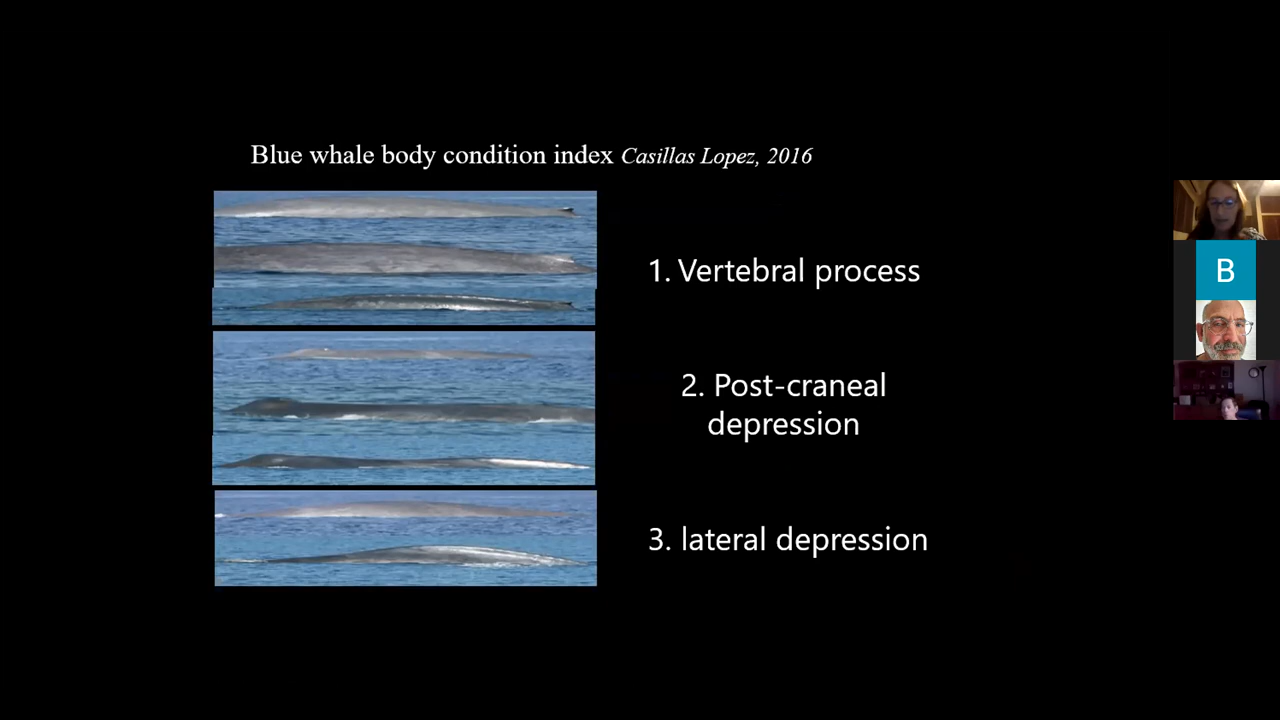 Blue whale body condition index Casillas Lopez, 2016
1. Vertebral process
2. Post-craneal
depression
3. lateral depression
B